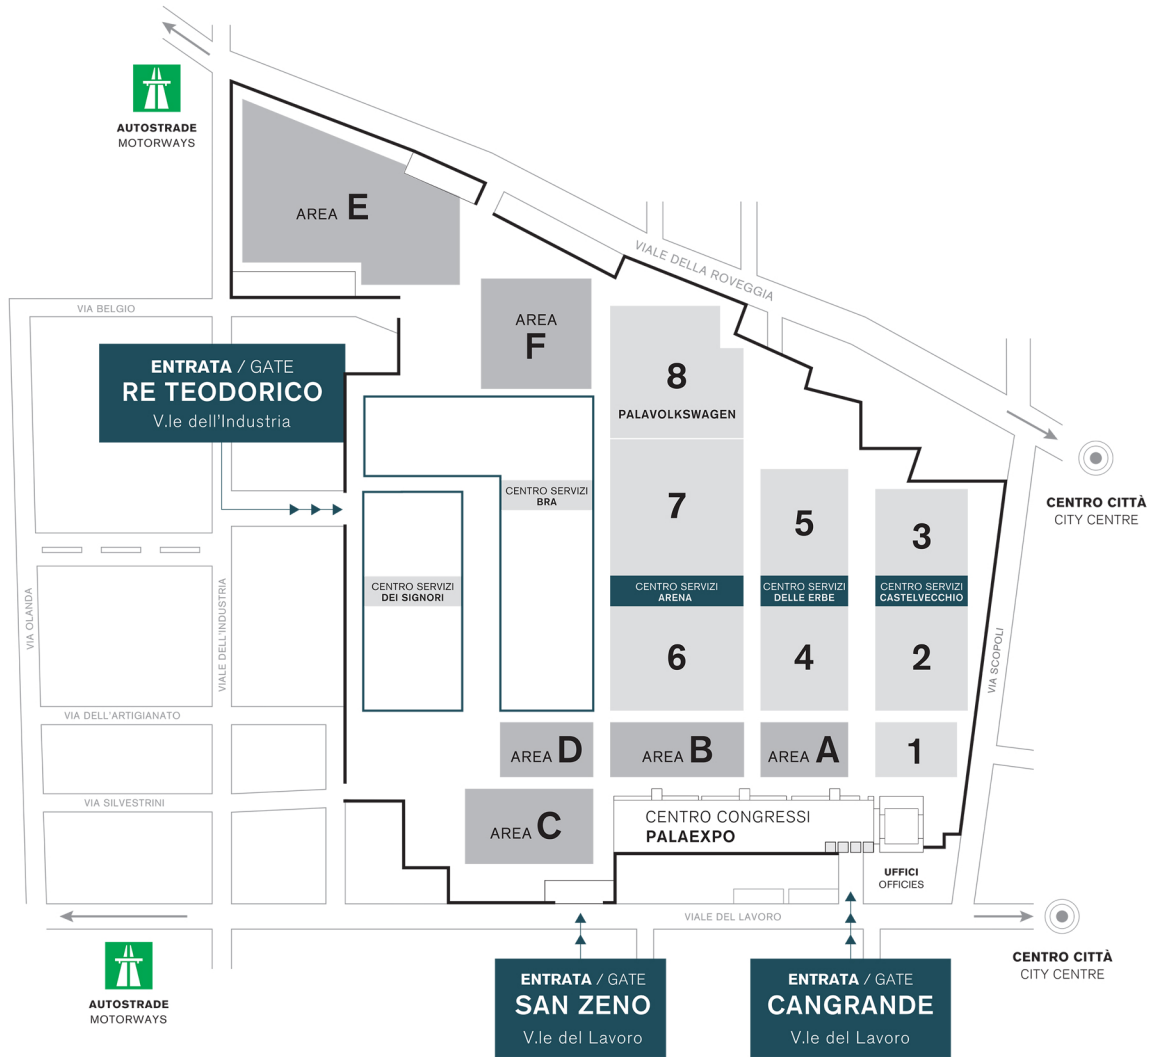 AUTOSTRADE
MOTORWAYS
AREA E
VIALE DELLA ROVEGGIA
VIA BELGIO
AREA
F
ENTRATA / GATE
RE TEODORICO
V.le dell'Industria
8
PALAVOLKSWAGEN
CENTRO CITTÀ
CITY CENTRE
CENTRO SERVIZI
BRA
7
5
3
CENTRO SERVIZI
DEI SIGNORI
CENTRO SERVIZI
ARENA
CENTRO SERVIZI
DELLE ERBE
CENTRO SERVIZI
CASTELVECCHIO
VIA OLANDA
VIALE DELL'INDUSTRIA
6
4
2
VIA SCOPOLI
VIA DELL'ARTIGIANATO
AREA D
AREA B
AREA A
1
VIA SILVESTRINI
AREA C
CENTRO CONGRESSI
PALAEXPO
UFFICI
OFFICIES
VIALE DEL LAVORO
AUTOSTRADE
MOTORWAYS
ENTRATA / GATE
SAN ZENO
V.le del Lavoro
ENTRATA / GATE
CANGRANDE
V.le del Lavoro
CENTRO CITTÀ
CITY CENTRE